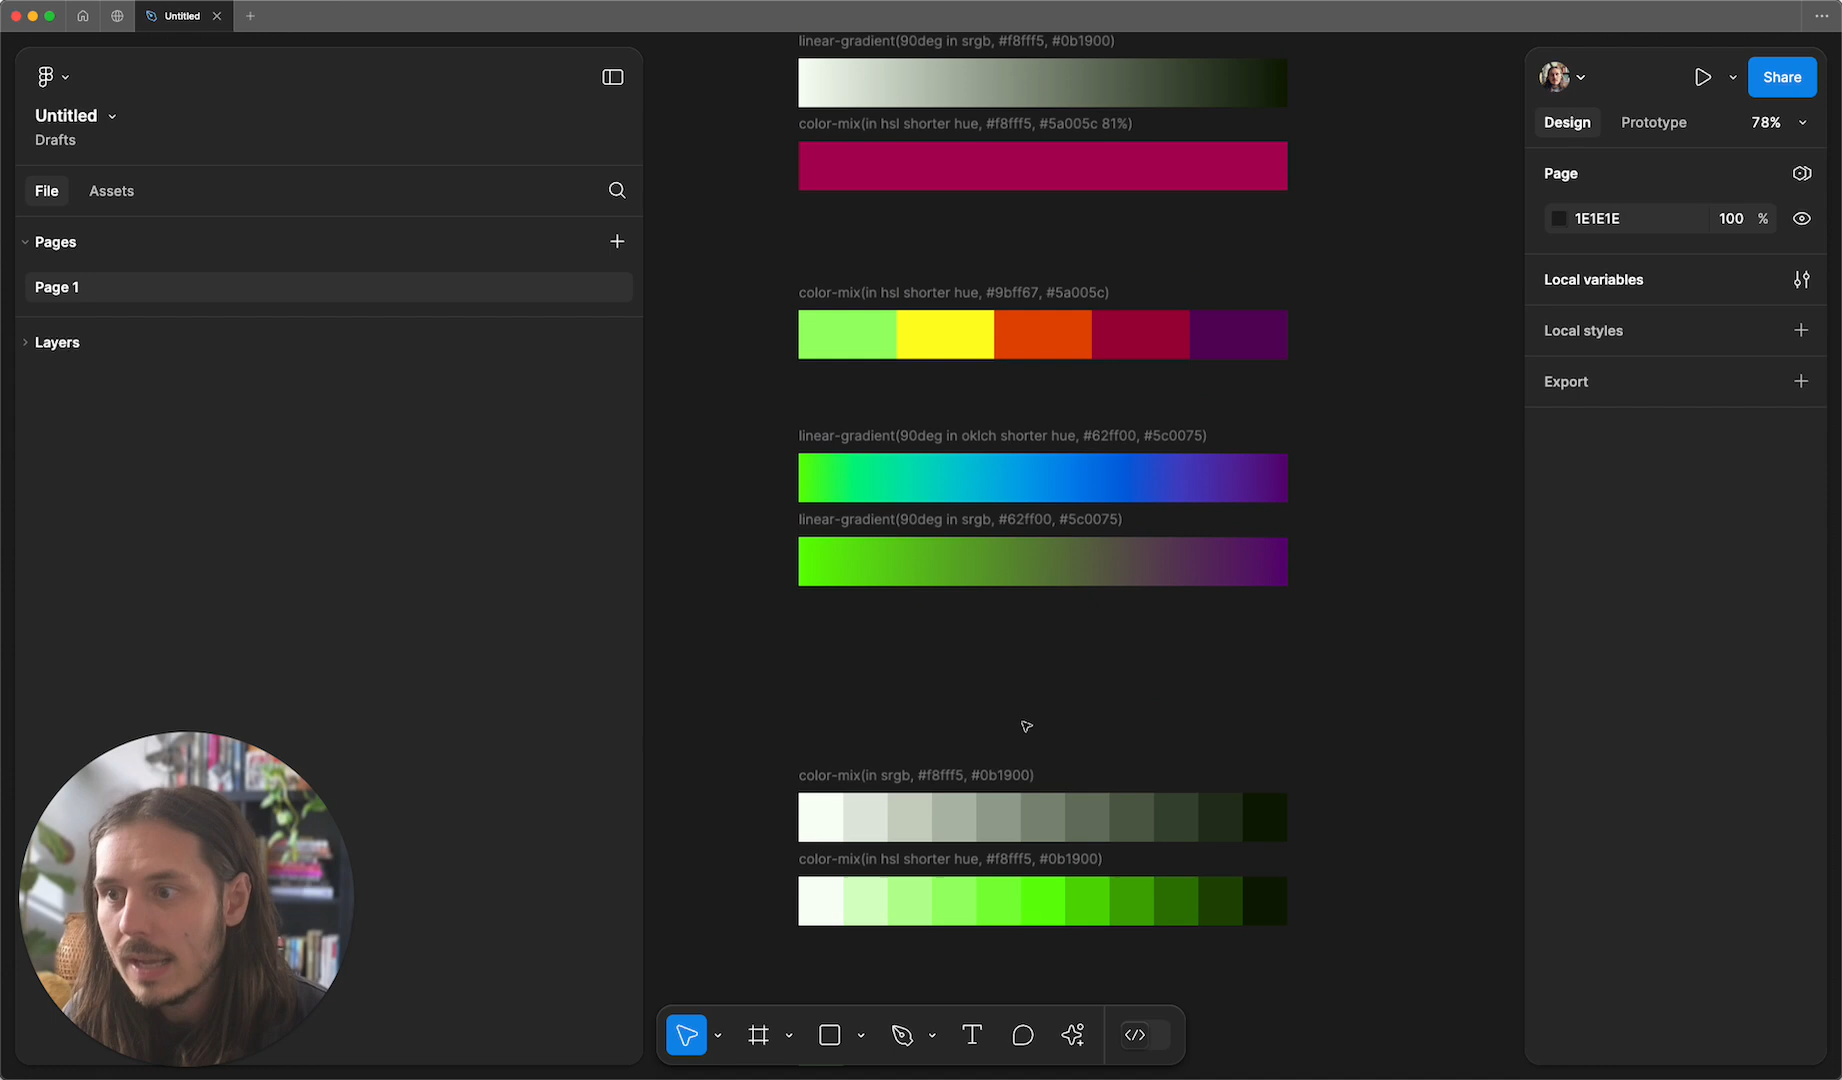 Untitled
Untitled
Drafts
File
Assets
Pages
Page 1
Layers
linear-gradient(90deg in srgb, #f8fff5, #0b1900)
color-mix(in hsl shorter hue, #f8fff5, #5a005c 81%)
color-mix(in hsl shorter hue, #9bff67, #5a005c)
linear-gradient(90deg in oklch shorter hue, #62ff00, #5c0075)
linear-gradient(90deg in srgb, #62ff00, #5c0075)
color-mix(in srgb, #f8fff5, #0b1900)
color-mix(in hsl shorter hue, #f8fff5, #0b1900)
Share
Design
Prototype
78%
Page
1E1E1E
100 %
Local variables
Local styles
Export